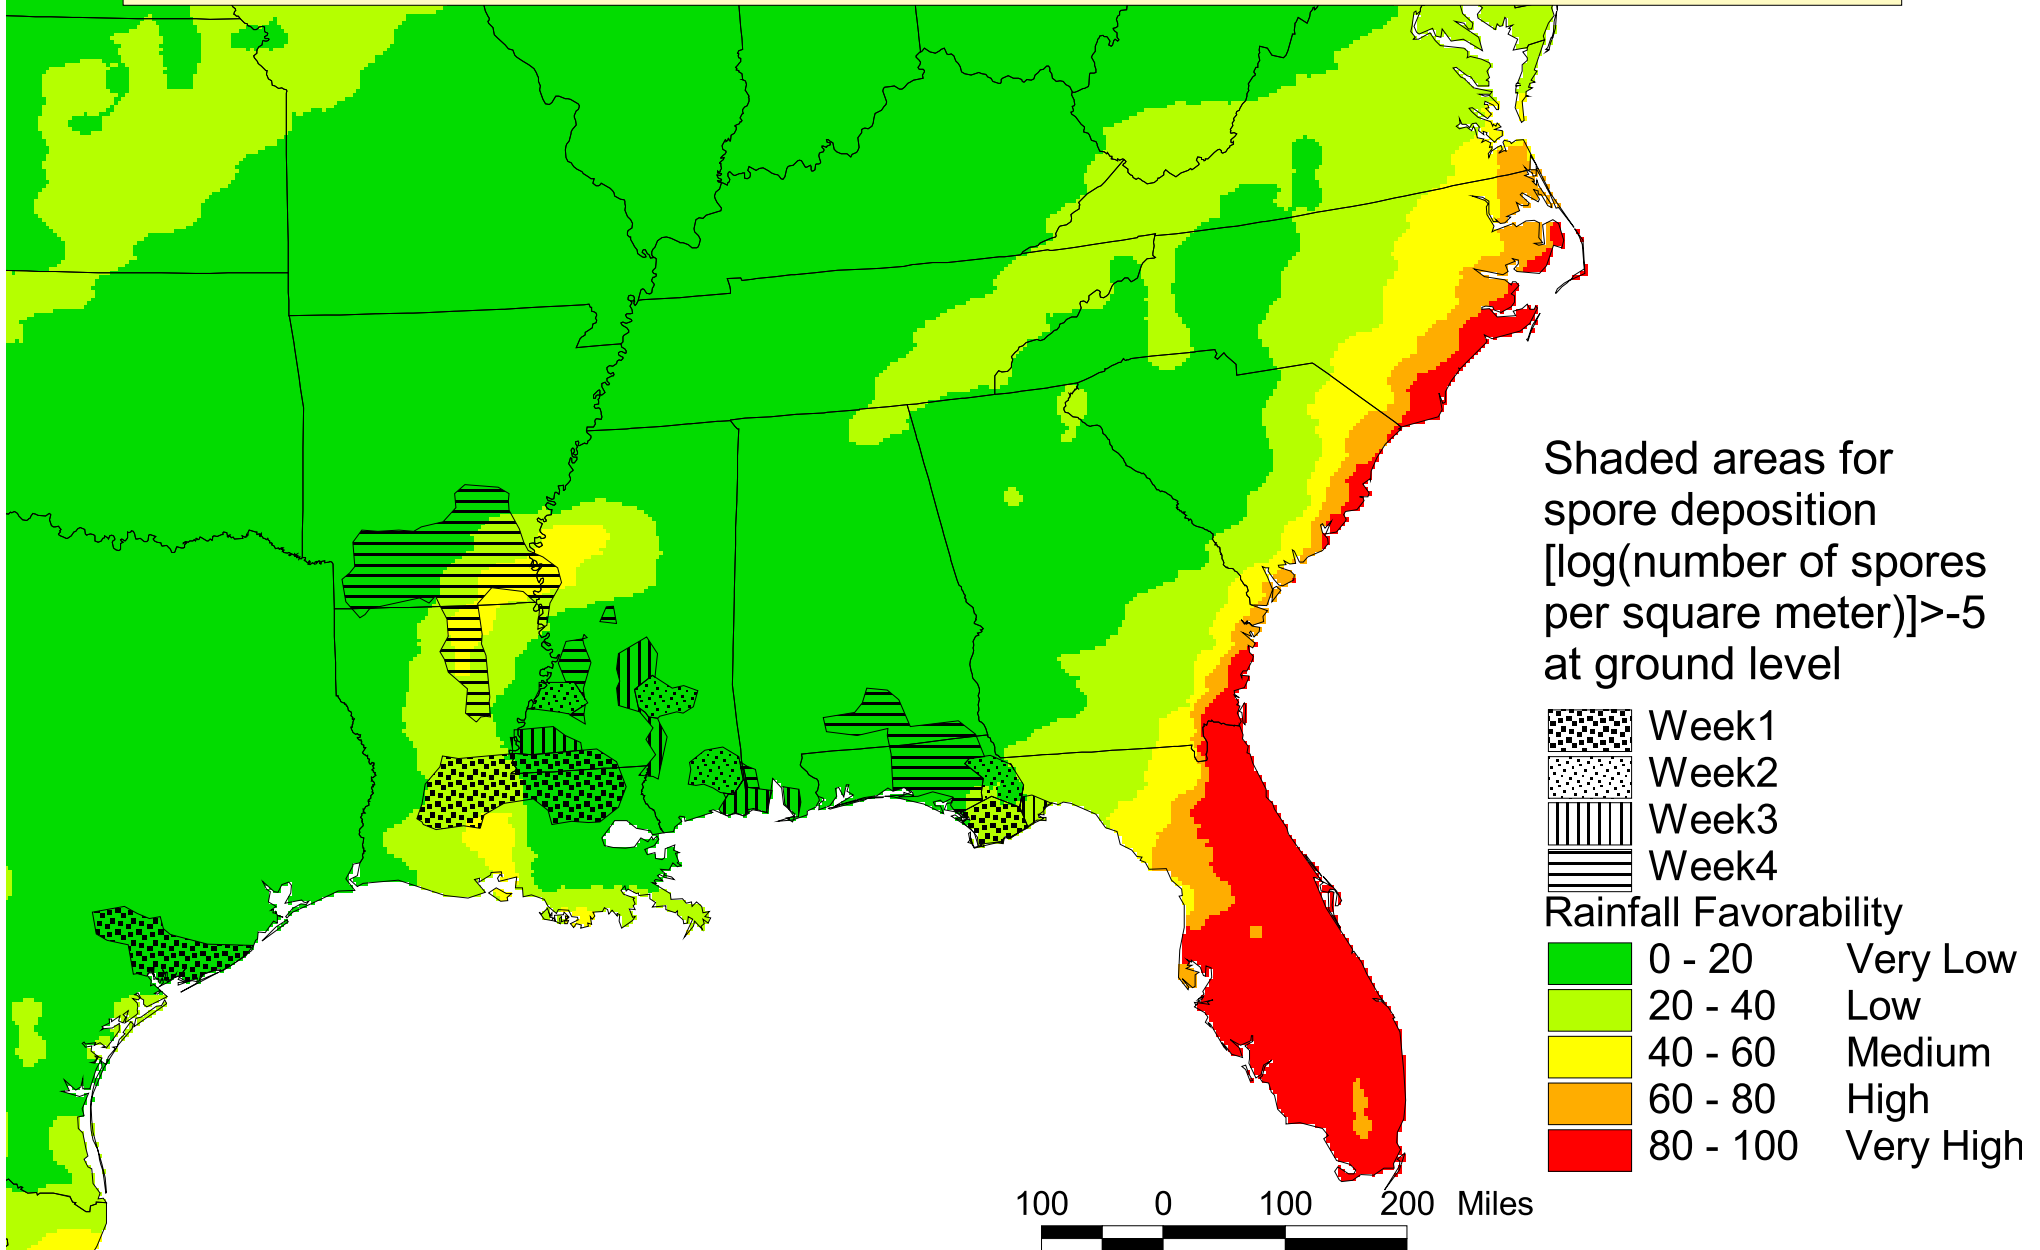 Shaded areas for
spore deposition
[log(number of spores
per square meter)]>-5
at ground level
Week1
Week2
Week3
Week4
Rainfall Favorability
0 - 20 Very Low
20 - 40 Low
40 - 60 Medium
60 - 80 High
80 - 100 Very High
100 0 100 200 Miles